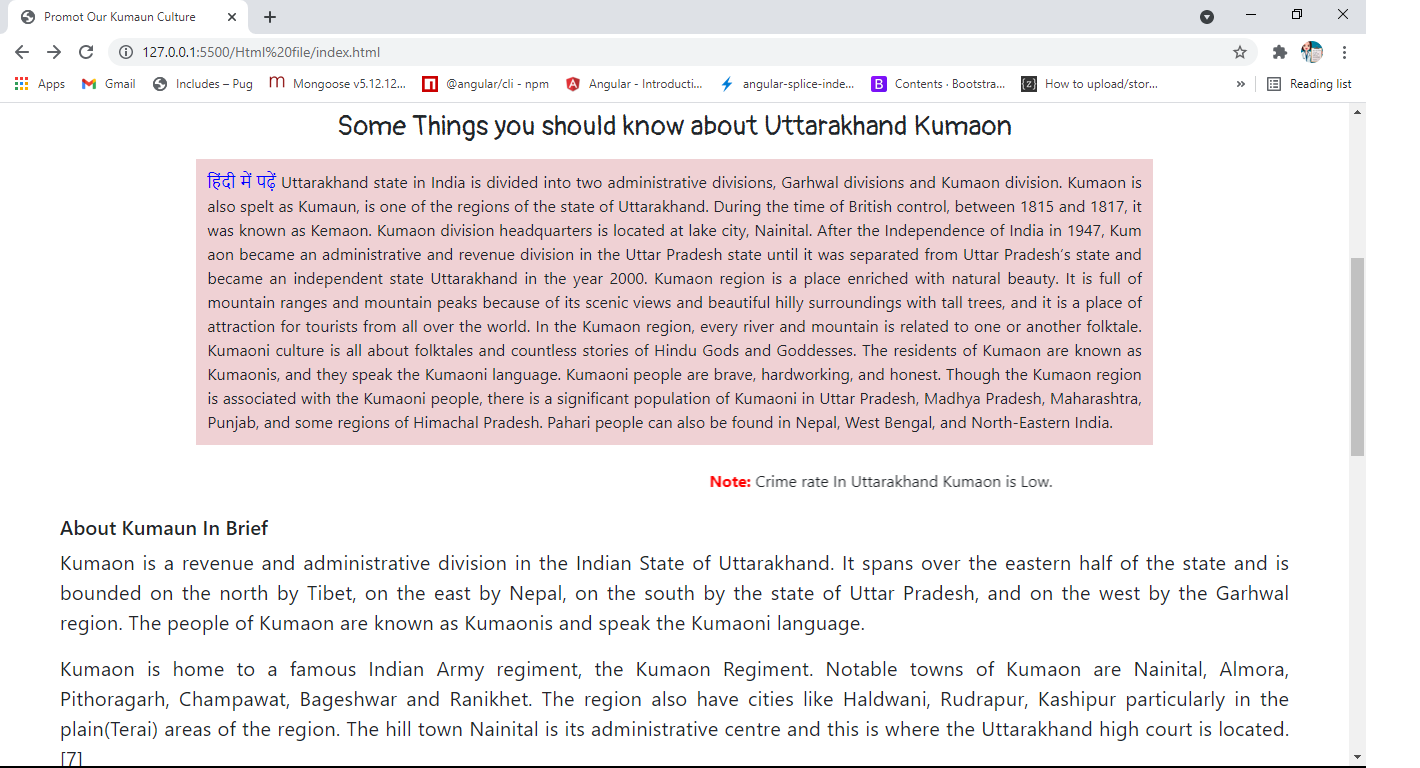 Promot Our Kumaun Culture
127.0.0.1:5500/Html%20file/index.html
Apps Gmail Includes – Pug Mongoose v5.12.12... @angular/cli - npm Angular - Introducti... angular-splice-inde... Contents · Bootstra... How to upload/stor... » Reading list
Some Things you should know about Uttarakhand Kumaon
हिंदी में पढ़ें Uttarakhand state in India is divided into two administrative divisions, Garhwal divisions and Kumaon division. Kumaon is
also spelt as Kumaun, is one of the regions of the state of Uttarakhand. During the time of British control, between 1815 and 1817, it
was known as Kemaon. Kumaon division headquarters is located at lake city, Nainital. After the Independence of India in 1947, Kum
aon became an administrative and revenue division in the Uttar Pradesh state until it was separated from Uttar Pradesh's state and
became an independent state Uttarakhand in the year 2000. Kumaon region is a place enriched with natural beauty. It is full of
mountain ranges and mountain peaks because of its scenic views and beautiful hilly surroundings with tall trees, and it is a place of
attraction for tourists from all over the world. In the Kumaon region, every river and mountain is related to one or another folktale.
Kumaoni culture is all about folktales and countless stories of Hindu Gods and Goddesses. The residents of Kumaon are known as
Kumaonis, and they speak the Kumaoni language. Kumaoni people are brave, hardworking, and honest. Though the Kumaon region
is associated with the Kumaoni people, there is a significant population of Kumaoni in Uttar Pradesh, Madhya Pradesh, Maharashtra,
Punjab, and some regions of Himachal Pradesh. Pahari people can also be found in Nepal, West Bengal, and North-Eastern India.
Note: Crime rate In Uttarakhand Kumaon is Low.
About Kumaun In Brief
Kumaon is a revenue and administrative division in the Indian State of Uttarakhand. It spans over the eastern half of the state and is
bounded on the north by Tibet, on the east by Nepal, on the south by the state of Uttar Pradesh, and on the west by the Garhwal
region. The people of Kumaon are known as Kumaonis and speak the Kumaoni language.
Kumaon is home to a famous Indian Army regiment, the Kumaon Regiment. Notable towns of Kumaon are Nainital, Almora,
Pithoragarh, Champawat, Bageshwar and Ranikhet. The region also have cities like Haldwani, Rudrapur, Kashipur particularly in the
plain(Terai) areas of the region. The hill town Nainital is its administrative centre and this is where the Uttarakhand high court is located.
[7]